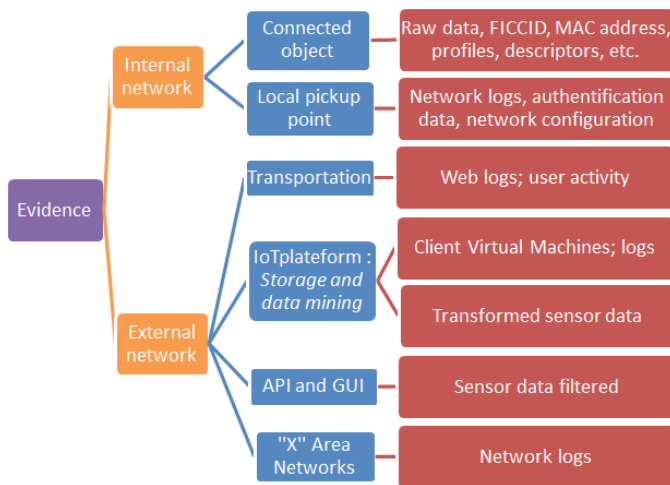 Evidence
Internal
network
Connected
object
Raw data, FICCID, MAC address,
profiles, descriptors, etc.
Local pickup
point
Network logs, authentification
data, network configuration
External
network
Transportation
Web logs; user activity
IoTplateform :
Storage and
data mining
Client Virtual Machines; logs
Transformed sensor data
API and GUI
Sensor data filtered
"X" Area
Networks
Network logs